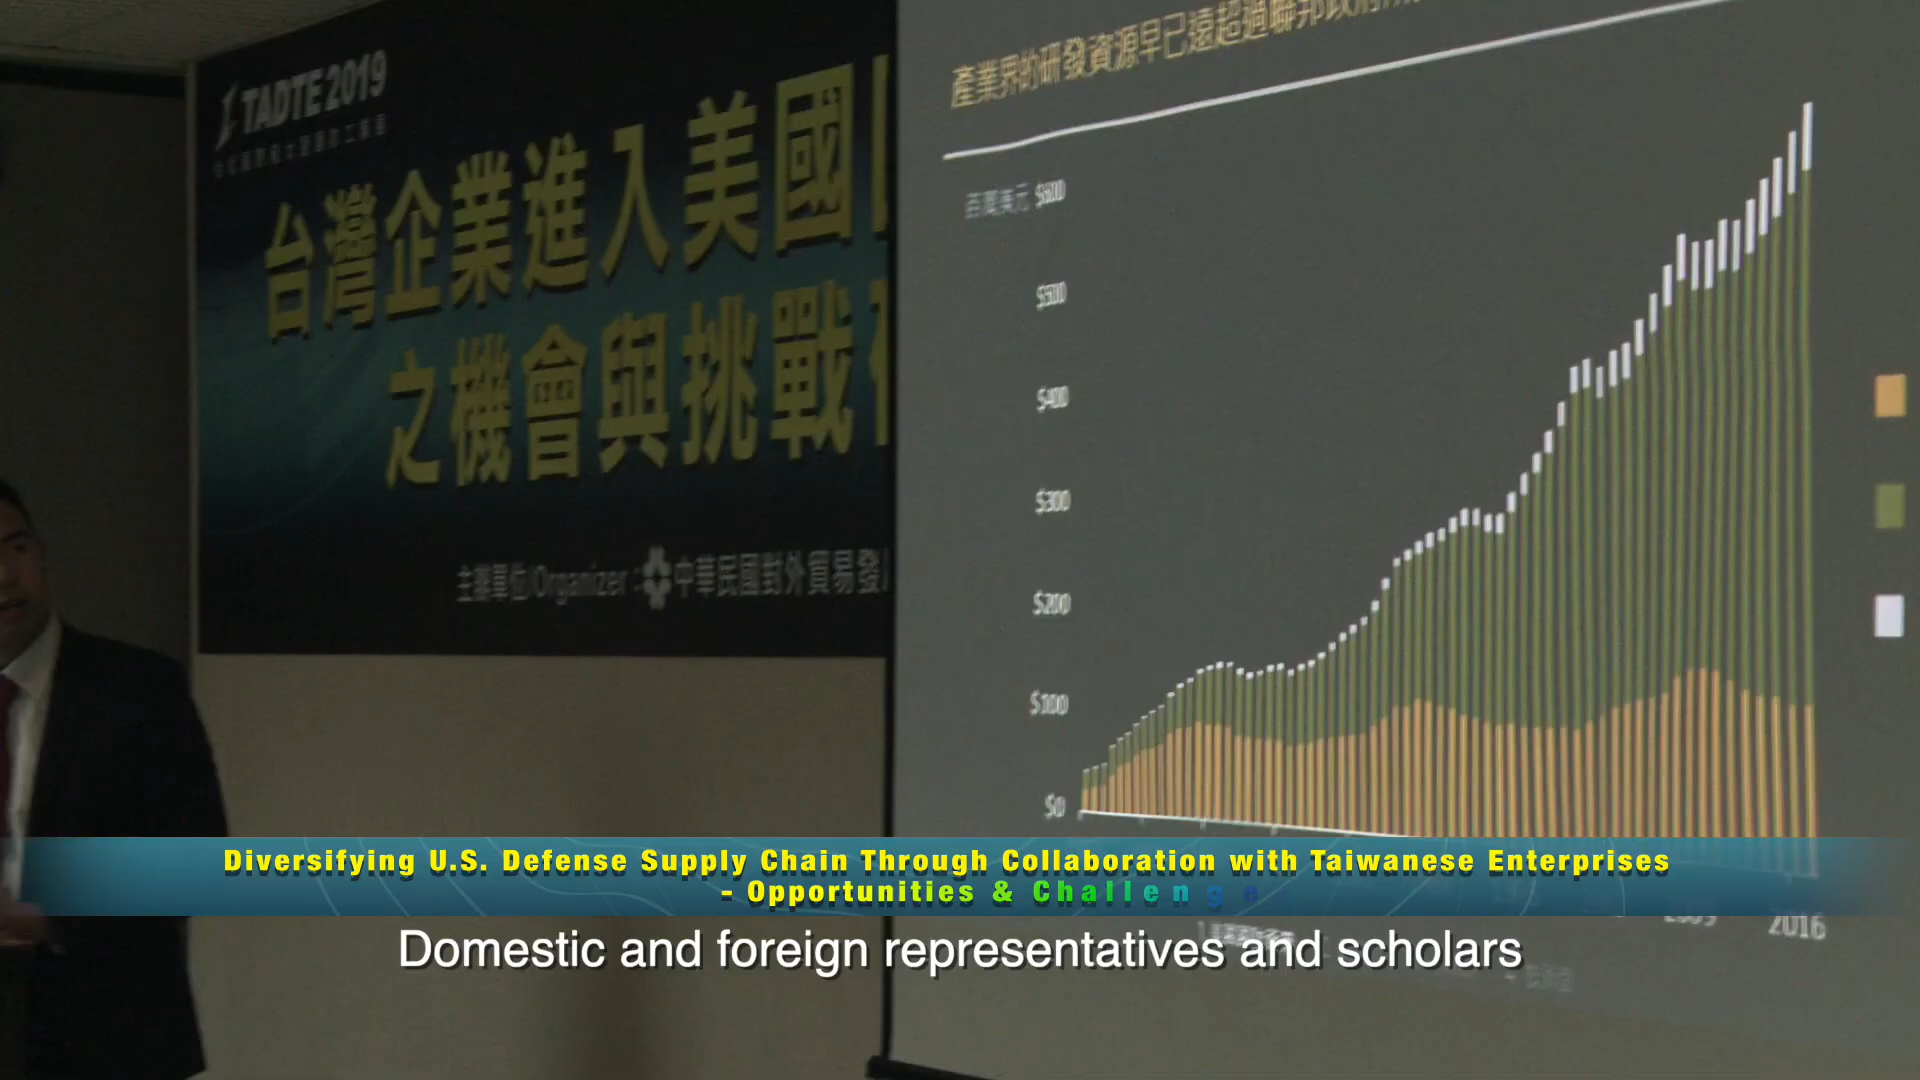 TADTE 2019
台灣企業進入美國
之機會與挑戰
主辦單位/Organizer : 中華民國對外貿易發
產業界的研發資源早已遠超過聯邦政府
百萬美元 $600
$500
$400
$300
$200
$100
$0
2016
Diversifying U.S. Defense Supply Chain Through Collaboration with Taiwanese Enterprises
- Opportunities & Challenge
Domestic and foreign representatives and scholars